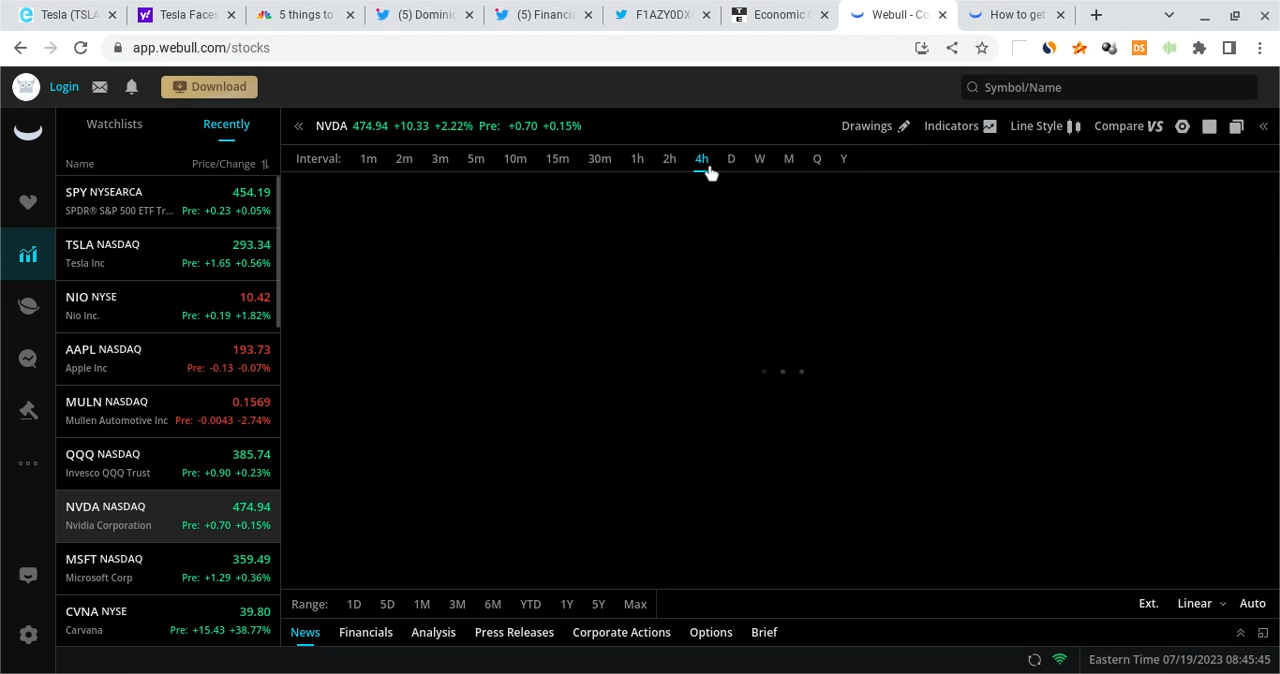 Tesla (TSL
Tesla Faces
5 things to
(5) Dominic
(5) Financia
F1AZY0DX
Economic C
Webull - Co
How to get
app.webull.com/stocks
DS
Login
Download
Symbol/Name
Watchlists
Recently
NVDA 474.94 +10.33 +2.22% Pre: +0.70 +0.15%
Drawings
Indicators
Line Style
Compare VS
Name
Price/Change
Interval: 1m 2m 3m 5m 10m 15m 30m 1h 2h 4h D W M Q Y
SPY NYSEARCA 454.19
SPDR® S&P 500 ETF Tr... Pre: +0.23 +0.05%
TSLA NASDAQ 293.34
Tesla Inc Pre: +1.65 +0.56%
NIO NYSE 10.42
Nio Inc. Pre: +0.19 +1.82%
AAPL NASDAQ 193.73
Apple Inc Pre: -0.13 -0.07%
MULN NASDAQ 0.1569
Mullen Automotive Inc Pre: -0.0043 -2.74%
QQQ NASDAQ 385.74
Invesco QQQ Trust Pre: +0.90 +0.23%
NVDA NASDAQ 474.94
Nvidia Corporation Pre: +0.70 +0.15%
MSFT NASDAQ 359.49
Microsoft Corp Pre: +1.29 +0.36%
CVNA NYSE 39.80
Carvana Pre: +15.43 +38.77%
Range: 1D 5D 1M 3M 6M YTD 1Y 5Y Max
Ext. Linear Auto
News Financials Analysis Press Releases Corporate Actions Options Brief
Eastern Time 07/19/2023 08:45:45